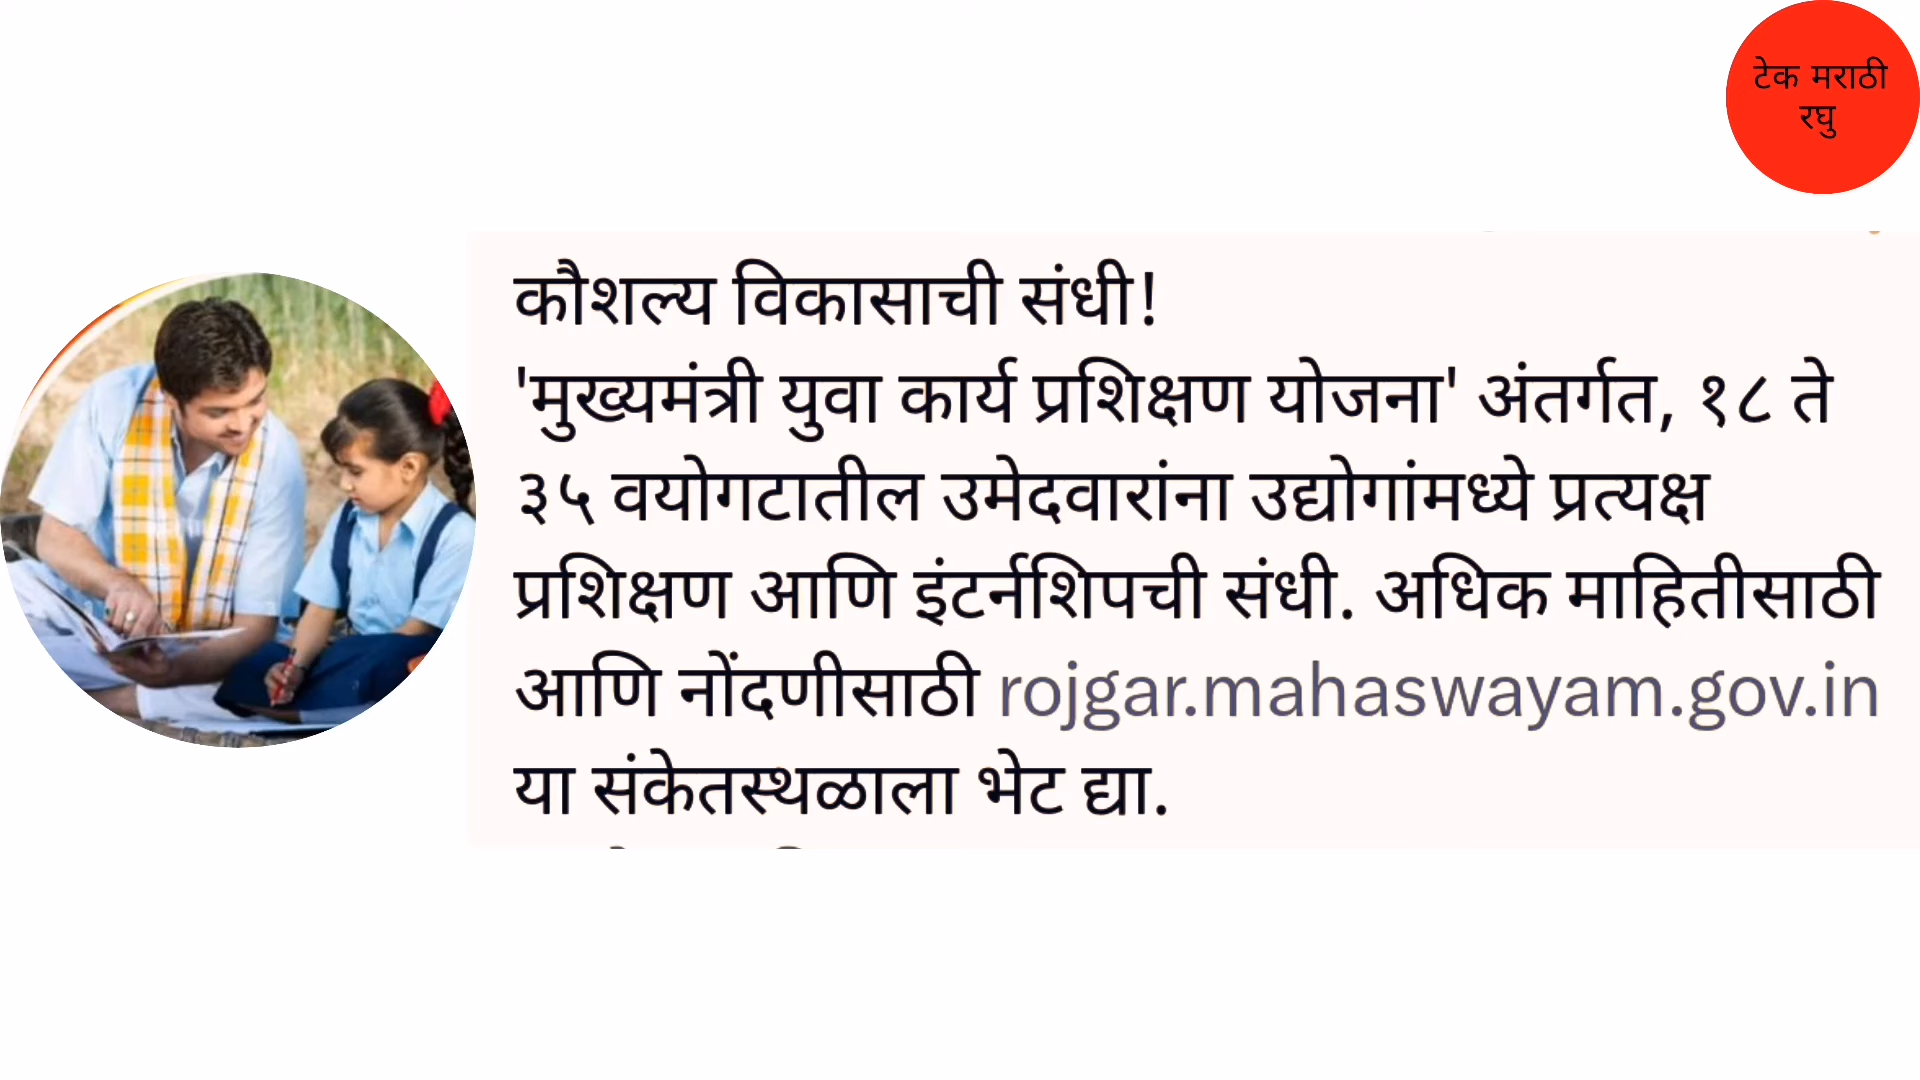 टेक मराठी
रघु
कौशल्य विकासाची संधी!
'मुख्यमंत्री युवा कार्य प्रशिक्षण योजना' अंतर्गत, १८ ते
३५ वयोगटातील उमेदवारांना उद्योगांमध्ये प्रत्यक्ष
प्रशिक्षण आणि इंटर्नशिपची संधी. अधिक माहितीसाठी
आणि नोंदणीसाठी rojgar.mahaswayam.gov.in
या संकेतस्थळाला भेट द्या.